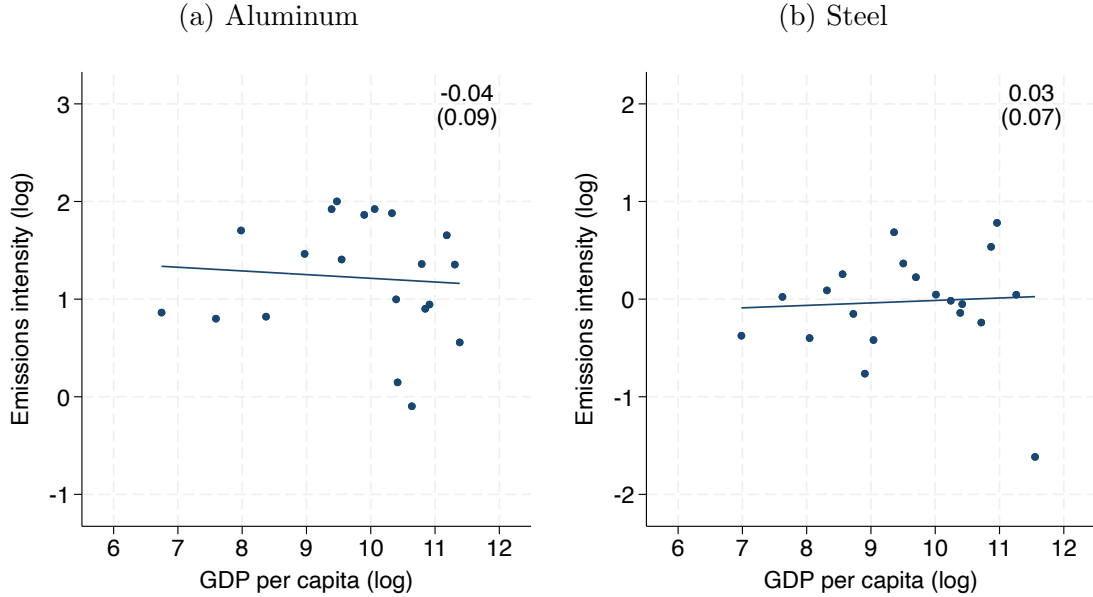 (a) Aluminum
-0.04
(0.09)
3
2
1
0
-1
Emissions intensity (log)
6 7 8 9 10 11 12
GDP per capita (log)
(b) Steel
0.03
(0.07)
2
1
0
-1
-2
Emissions intensity (log)
6 7 8 9 10 11 12
GDP per capita (log)